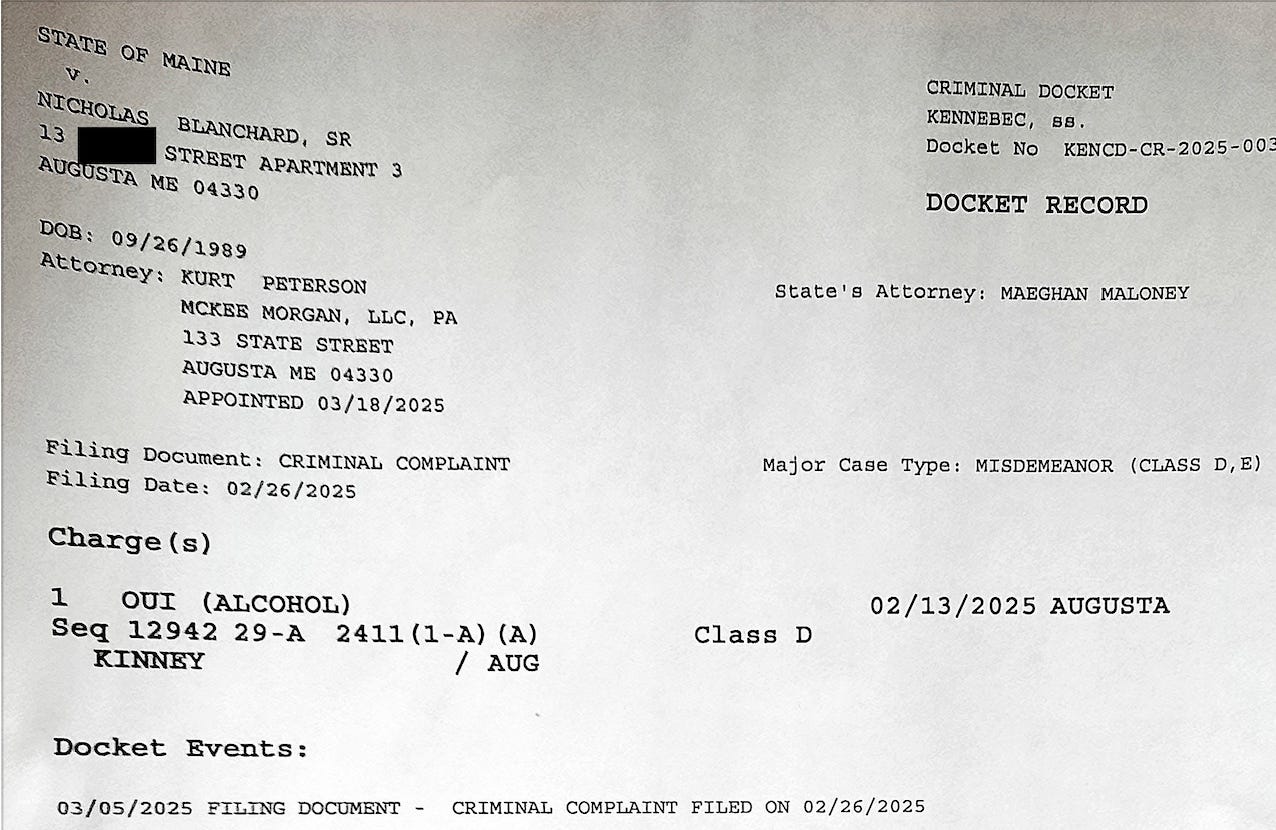 STATE OF MAINE
v.
NICHOLAS BLANCHARD, SR
13 STREET APARTMENT 3
AUGUSTA ME 04330
CRIMINAL DOCKET
KENNEBEC, ss.
Docket No KENCD-CR-2025-003
DOCKET RECORD
DOB: 09/26/1989
Attorney: KURT PETERSON
MCKEE MORGAN, LLC, PA
133 STATE STREET
AUGUSTA ME 04330
APPOINTED 03/18/2025
State's Attorney: MAEGHAN MALONEY
Filing Document: CRIMINAL COMPLAINT
Filing Date: 02/26/2025
Major Case Type: MISDEMEANOR (CLASS D,E)
Charge(s)
1 OUI (ALCOHOL) 02/13/2025 AUGUSTA
Seq 12942 29-A 2411(1-A)(A) Class D
KINNEY / AUG
Docket Events:
03/05/2025 FILING DOCUMENT - CRIMINAL COMPLAINT FILED ON 02/26/2025